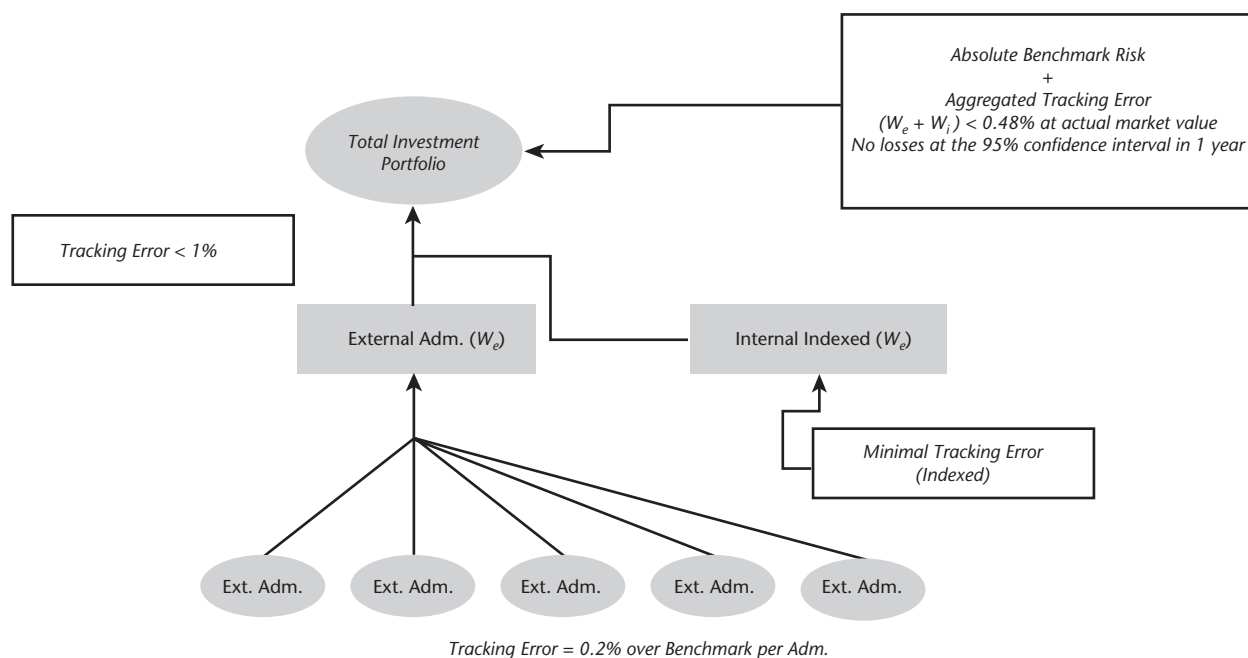 Absolute Benchmark Risk
+
Aggregated Tracking Error
(Wₑ + Wᵢ) < 0.48% at actual market value
No losses at the 95% confidence interval in 1 year
Total Investment
Portfolio
Tracking Error < 1%
External Adm. (Wₑ)
Internal Indexed (Wₑ)
Minimal Tracking Error
(Indexed)
Ext. Adm.
Ext. Adm.
Ext. Adm.
Ext. Adm.
Ext. Adm.
Tracking Error = 0.2% over Benchmark per Adm.